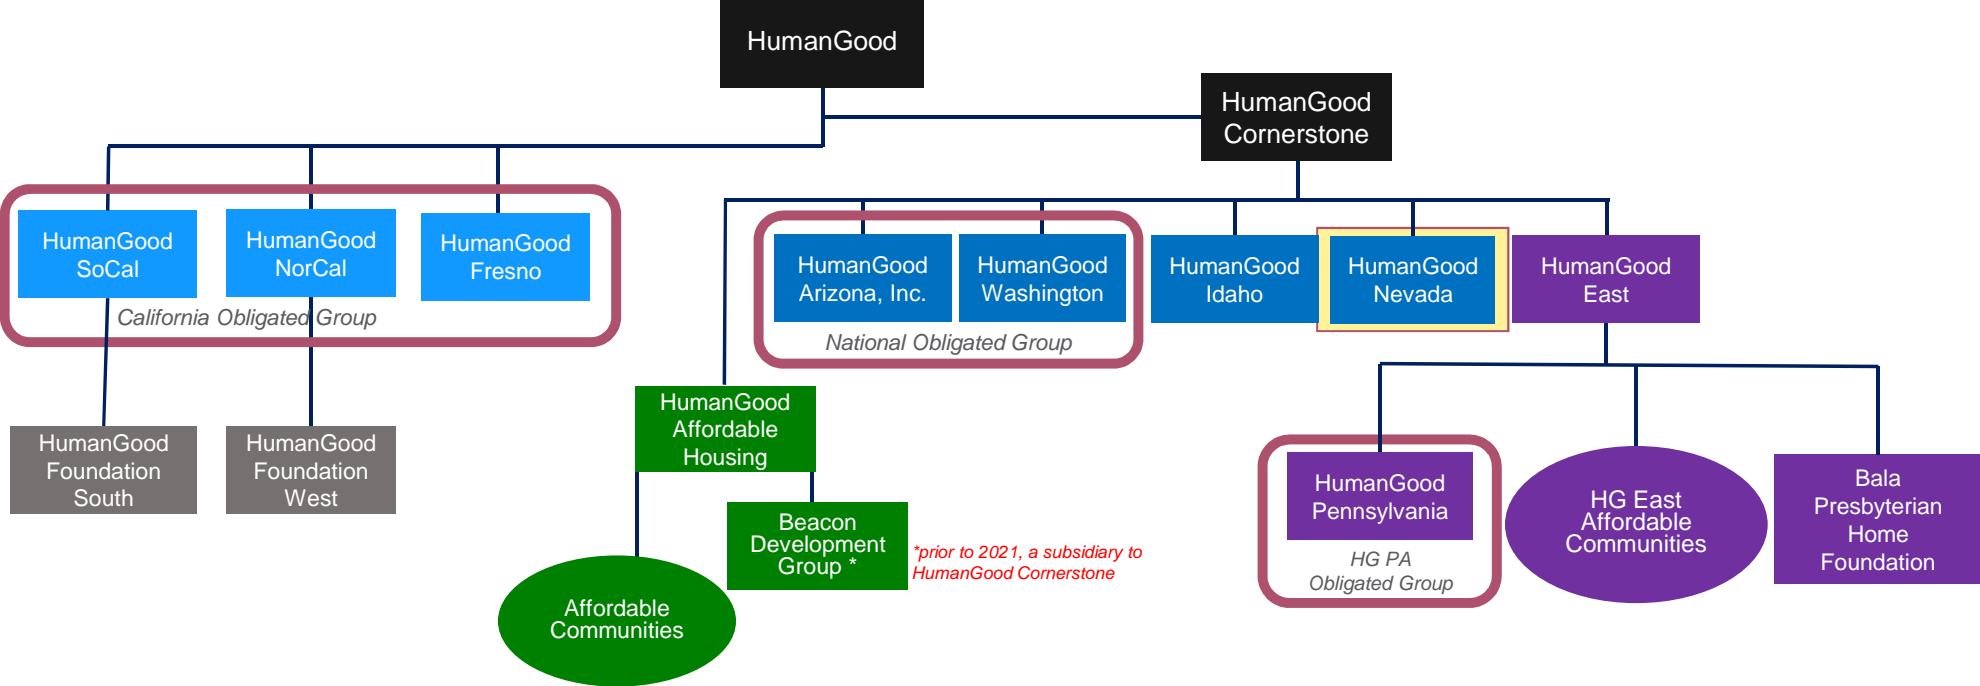 HumanGood
HumanGood
Cornerstone
HumanGood
SoCal
HumanGood
NorCal
HumanGood
Fresno
California Obligated Group
HumanGood
Arizona, Inc.
HumanGood
Washington
National Obligated Group
HumanGood
Idaho
HumanGood
Nevada
HumanGood
East
HumanGood
Foundation
South
HumanGood
Foundation
West
HumanGood
Affordable
Housing
Beacon
Development
Group *
*prior to 2021, a subsidiary to
HumanGood Cornerstone
Affordable
Communities
HumanGood
Pennsylvania
HG PA
Obligated Group
HG East
Affordable
Communities
Bala
Presbyterian
Home
Foundation